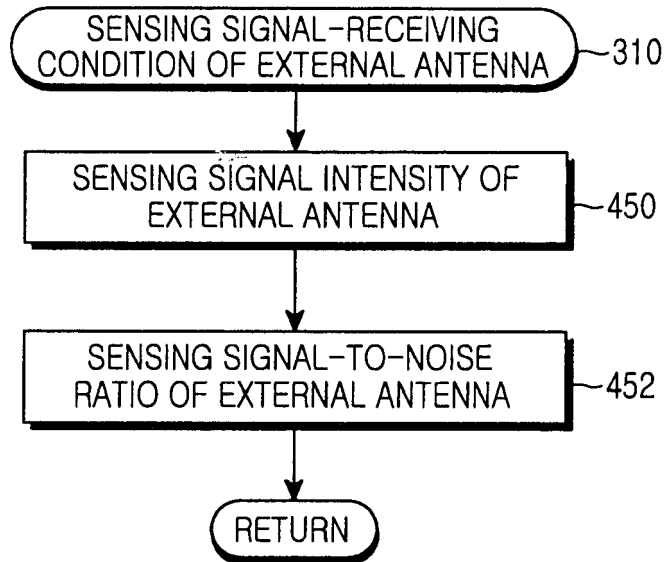 SENSING SIGNAL-RECEIVING
CONDITION OF EXTERNAL ANTENNA
310
SENSING SIGNAL INTENSITY OF
EXTERNAL ANTENNA
450
SENSING SIGNAL-TO-NOISE
RATIO OF EXTERNAL ANTENNA
452
RETURN